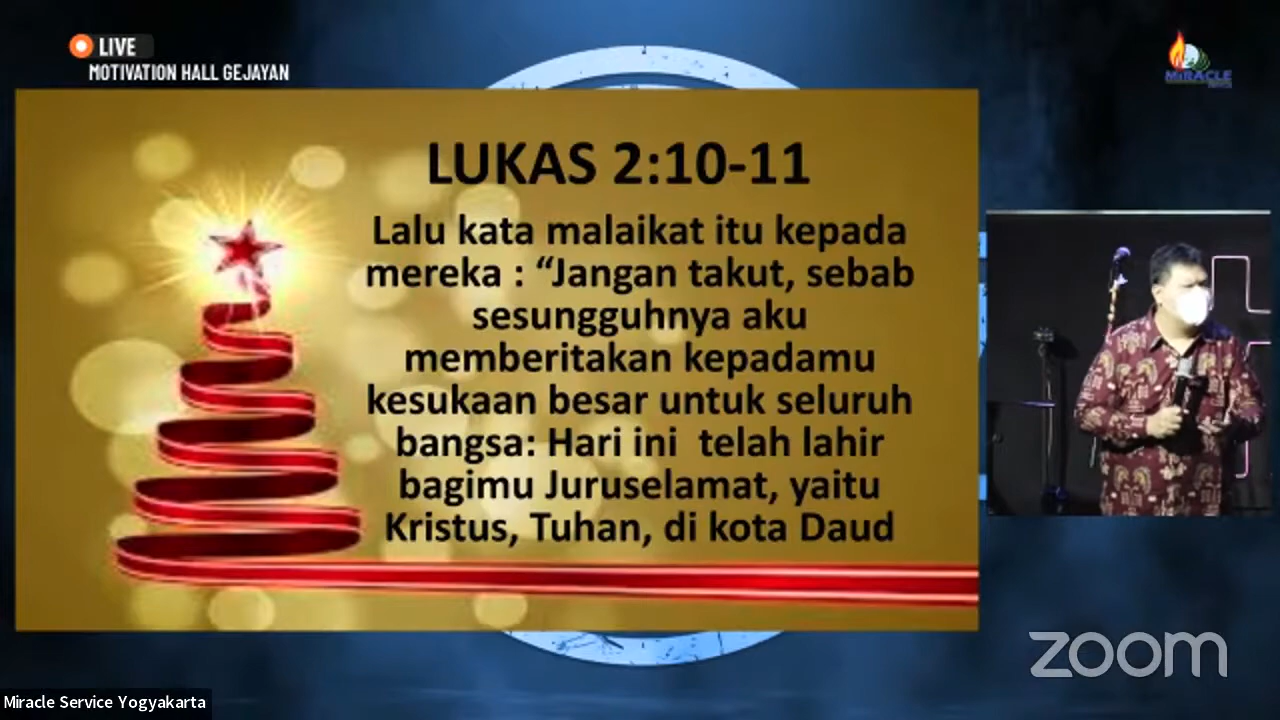 LIVE
MOTIVATION HALL GEJAYAN
MIRACLE
LUKAS 2:10-11
Lalu kata malaikat itu kepada
mereka : “Jangan takut, sebab
sesungguhnya aku
memberitakan kepadamu
kesukaan besar untuk seluruh
bangsa: Hari ini  telah lahir
bagimu Juruselamat, yaitu
Kristus, Tuhan, di kota Daud
zoom
Miracle Service Yogyakarta